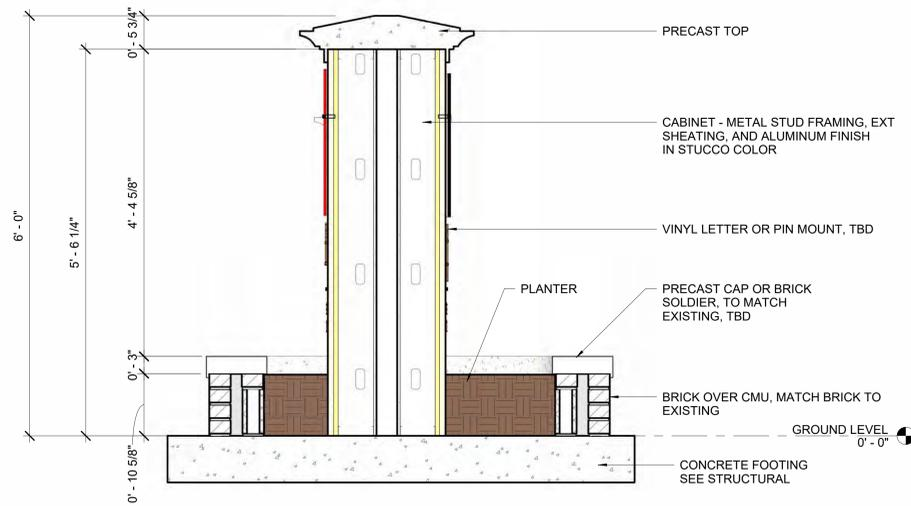 6' - 0"
5' - 6 1/4"
0' - 5 3/4"
4' - 4 5/8"
0' - 3"
0' - 10 5/8"
PRECAST TOP
CABINET - METAL STUD FRAMING, EXT
SHEATING, AND ALUMINUM FINISH
IN STUCCO COLOR
VINYL LETTER OR PIN MOUNT, TBD
PLANTER
PRECAST CAP OR BRICK
SOLDIER, TO MATCH
EXISTING, TBD
BRICK OVER CMU, MATCH BRICK TO
EXISTING
GROUND LEVEL
0' - 0"
CONCRETE FOOTING
SEE STRUCTURAL